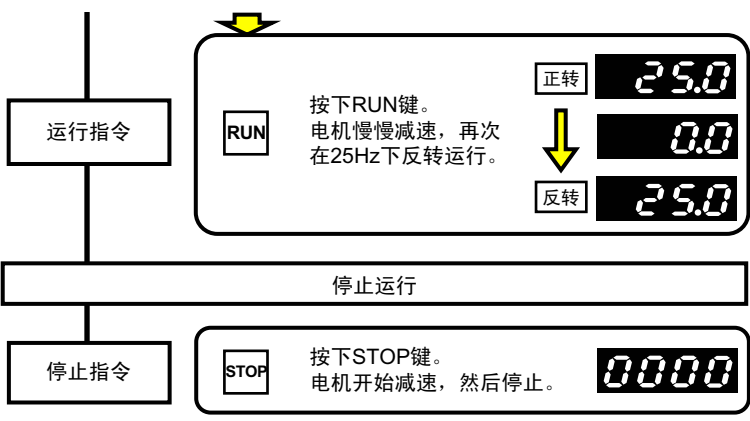 运行指令
RUN
按下RUN键。
电机慢慢减速，再次
在25Hz下反转运行。
正转
25.0
0.0
反转
25.0
停止运行
停止指令
STOP
按下STOP键。
电机开始减速，然后停止。
0000